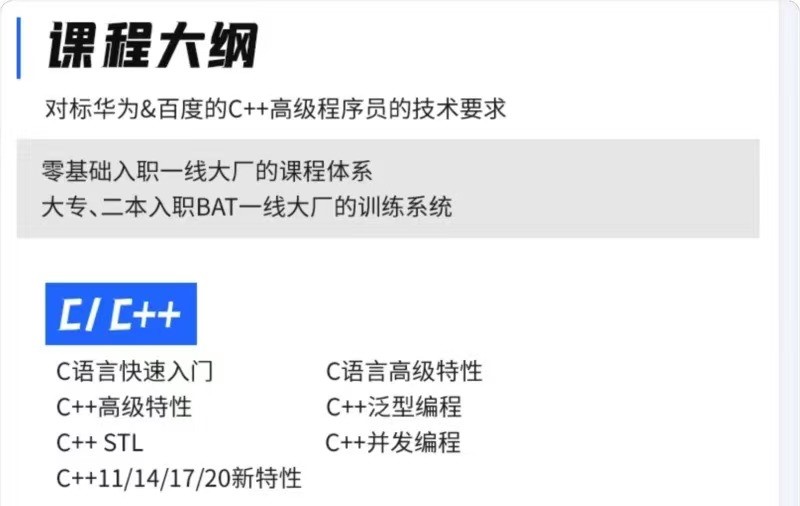 课程大纲
对标华为&百度的C++高级程序员的技术要求
零基础入职一线大厂的课程体系
大专、二本入职BAT一线大厂的训练系统
C/C++
C语言快速入门 C语言高级特性
C++高级特性 C++泛型编程
C++ STL C++并发编程
C++11/14/17/20新特性